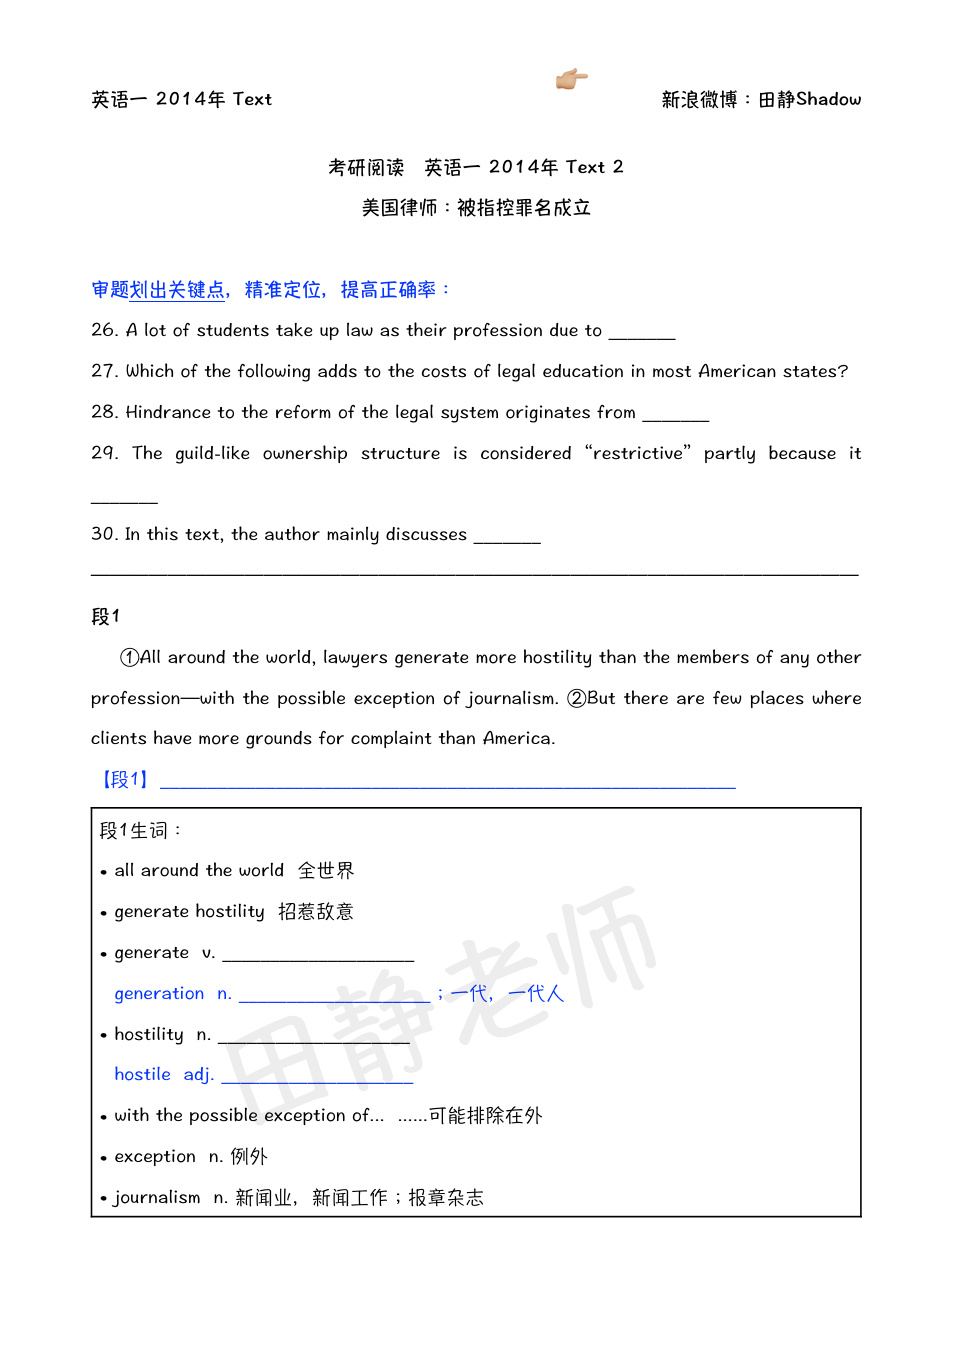 英语一 2014年 Text
新浪微博：田静Shadow
考研阅读 英语一 2014年 Text 2
美国律师：被指控罪名成立
审题划出关键点，精准定位，提高正确率：
26. A lot of students take up law as their profession due to _______
27. Which of the following adds to the costs of legal education in most American states?
28. Hindrance to the reform of the legal system originates from _______
29. The guild-like ownership structure is considered “restrictive” partly because it
_______
30. In this text, the author mainly discusses _______
段1
①All around the world, lawyers generate more hostility than the members of any other
profession—with the possible exception of journalism. ②But there are few places where
clients have more grounds for complaint than America.
【段1】____________________________________________________________
段1生词：
• all around the world 全世界
• generate hostility 招惹敌意
• generate v. ____________________
generation n. ____________________；一代，一代人
• hostility n. ____________________
hostile adj. ____________________
• with the possible exception of... ……可能排除在外
• exception n. 例外
• journalism n. 新闻业，新闻工作；报章杂志
田静老师